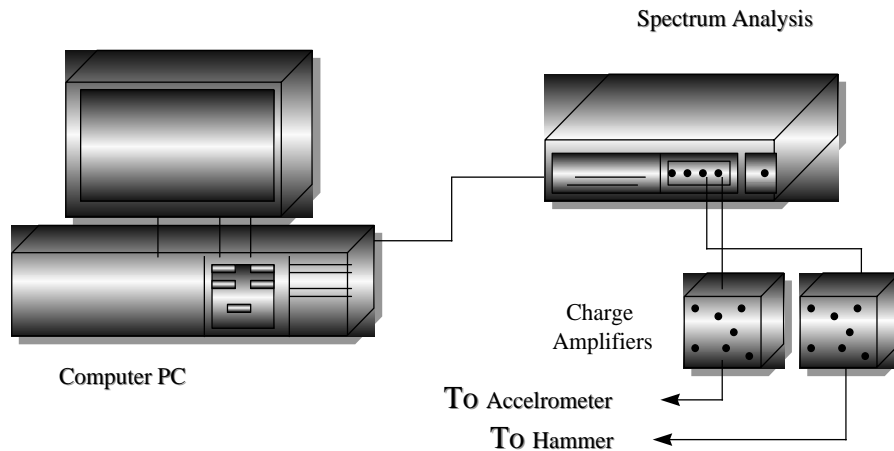 Spectrum Analysis
Charge
Amplifiers
Computer PC
To Accelrometer
To Hammer